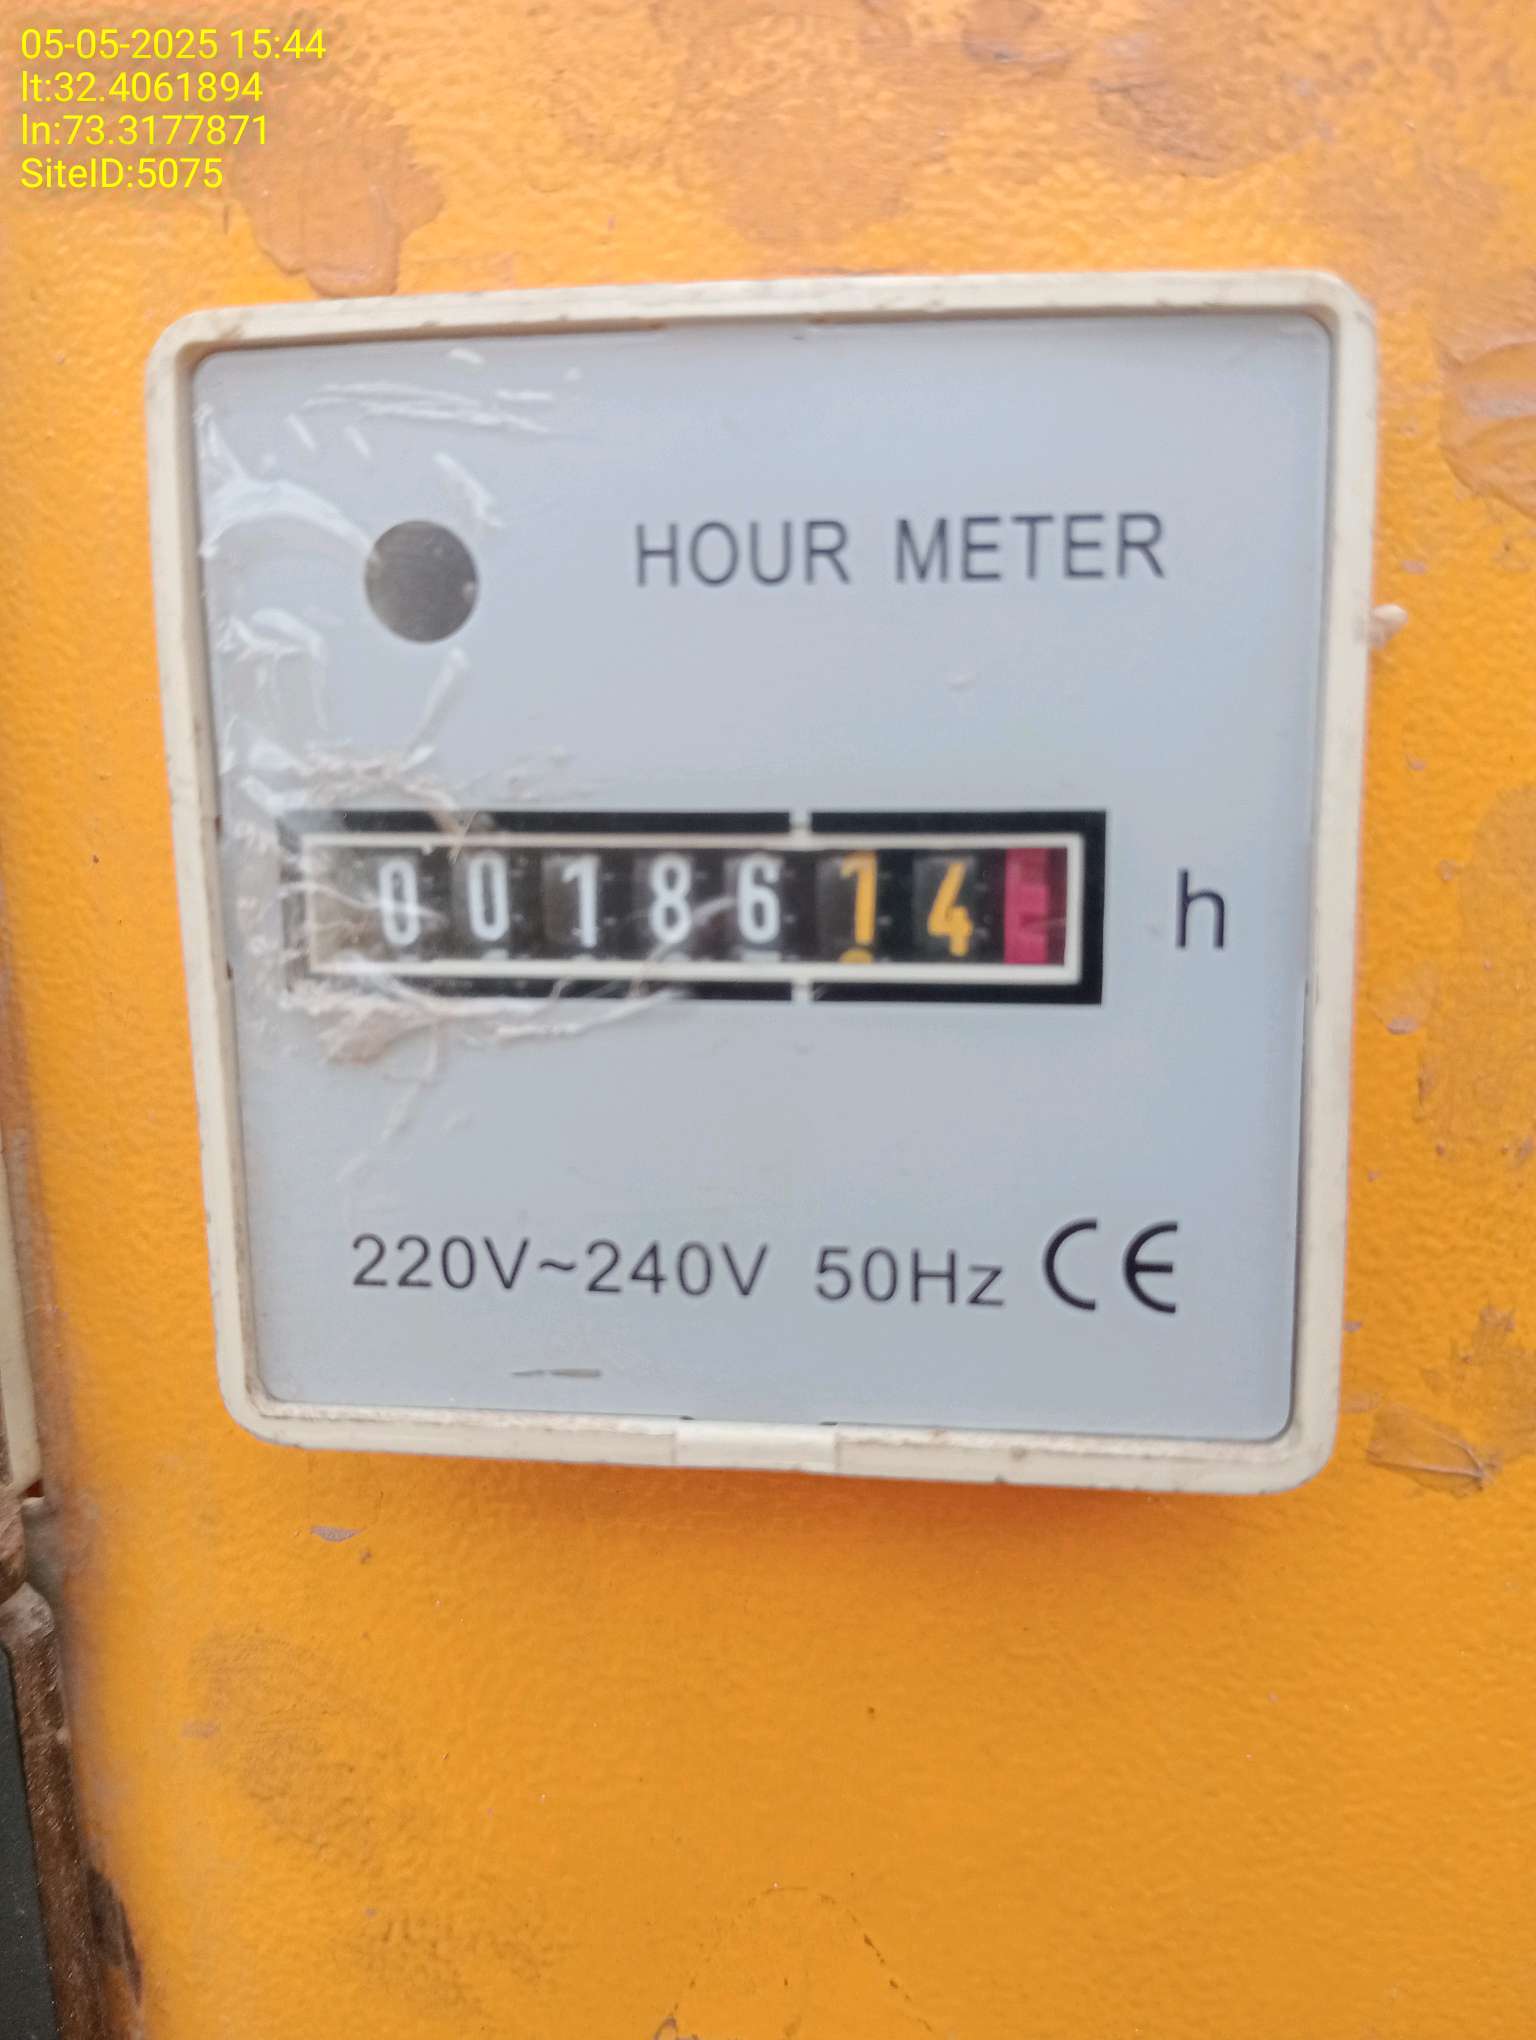 05-05-2025 15:44
lt:32.4061894
ln:73.3177871
SiteID:5075
HOUR METER
0018614 h
220V~240V 50Hz CE